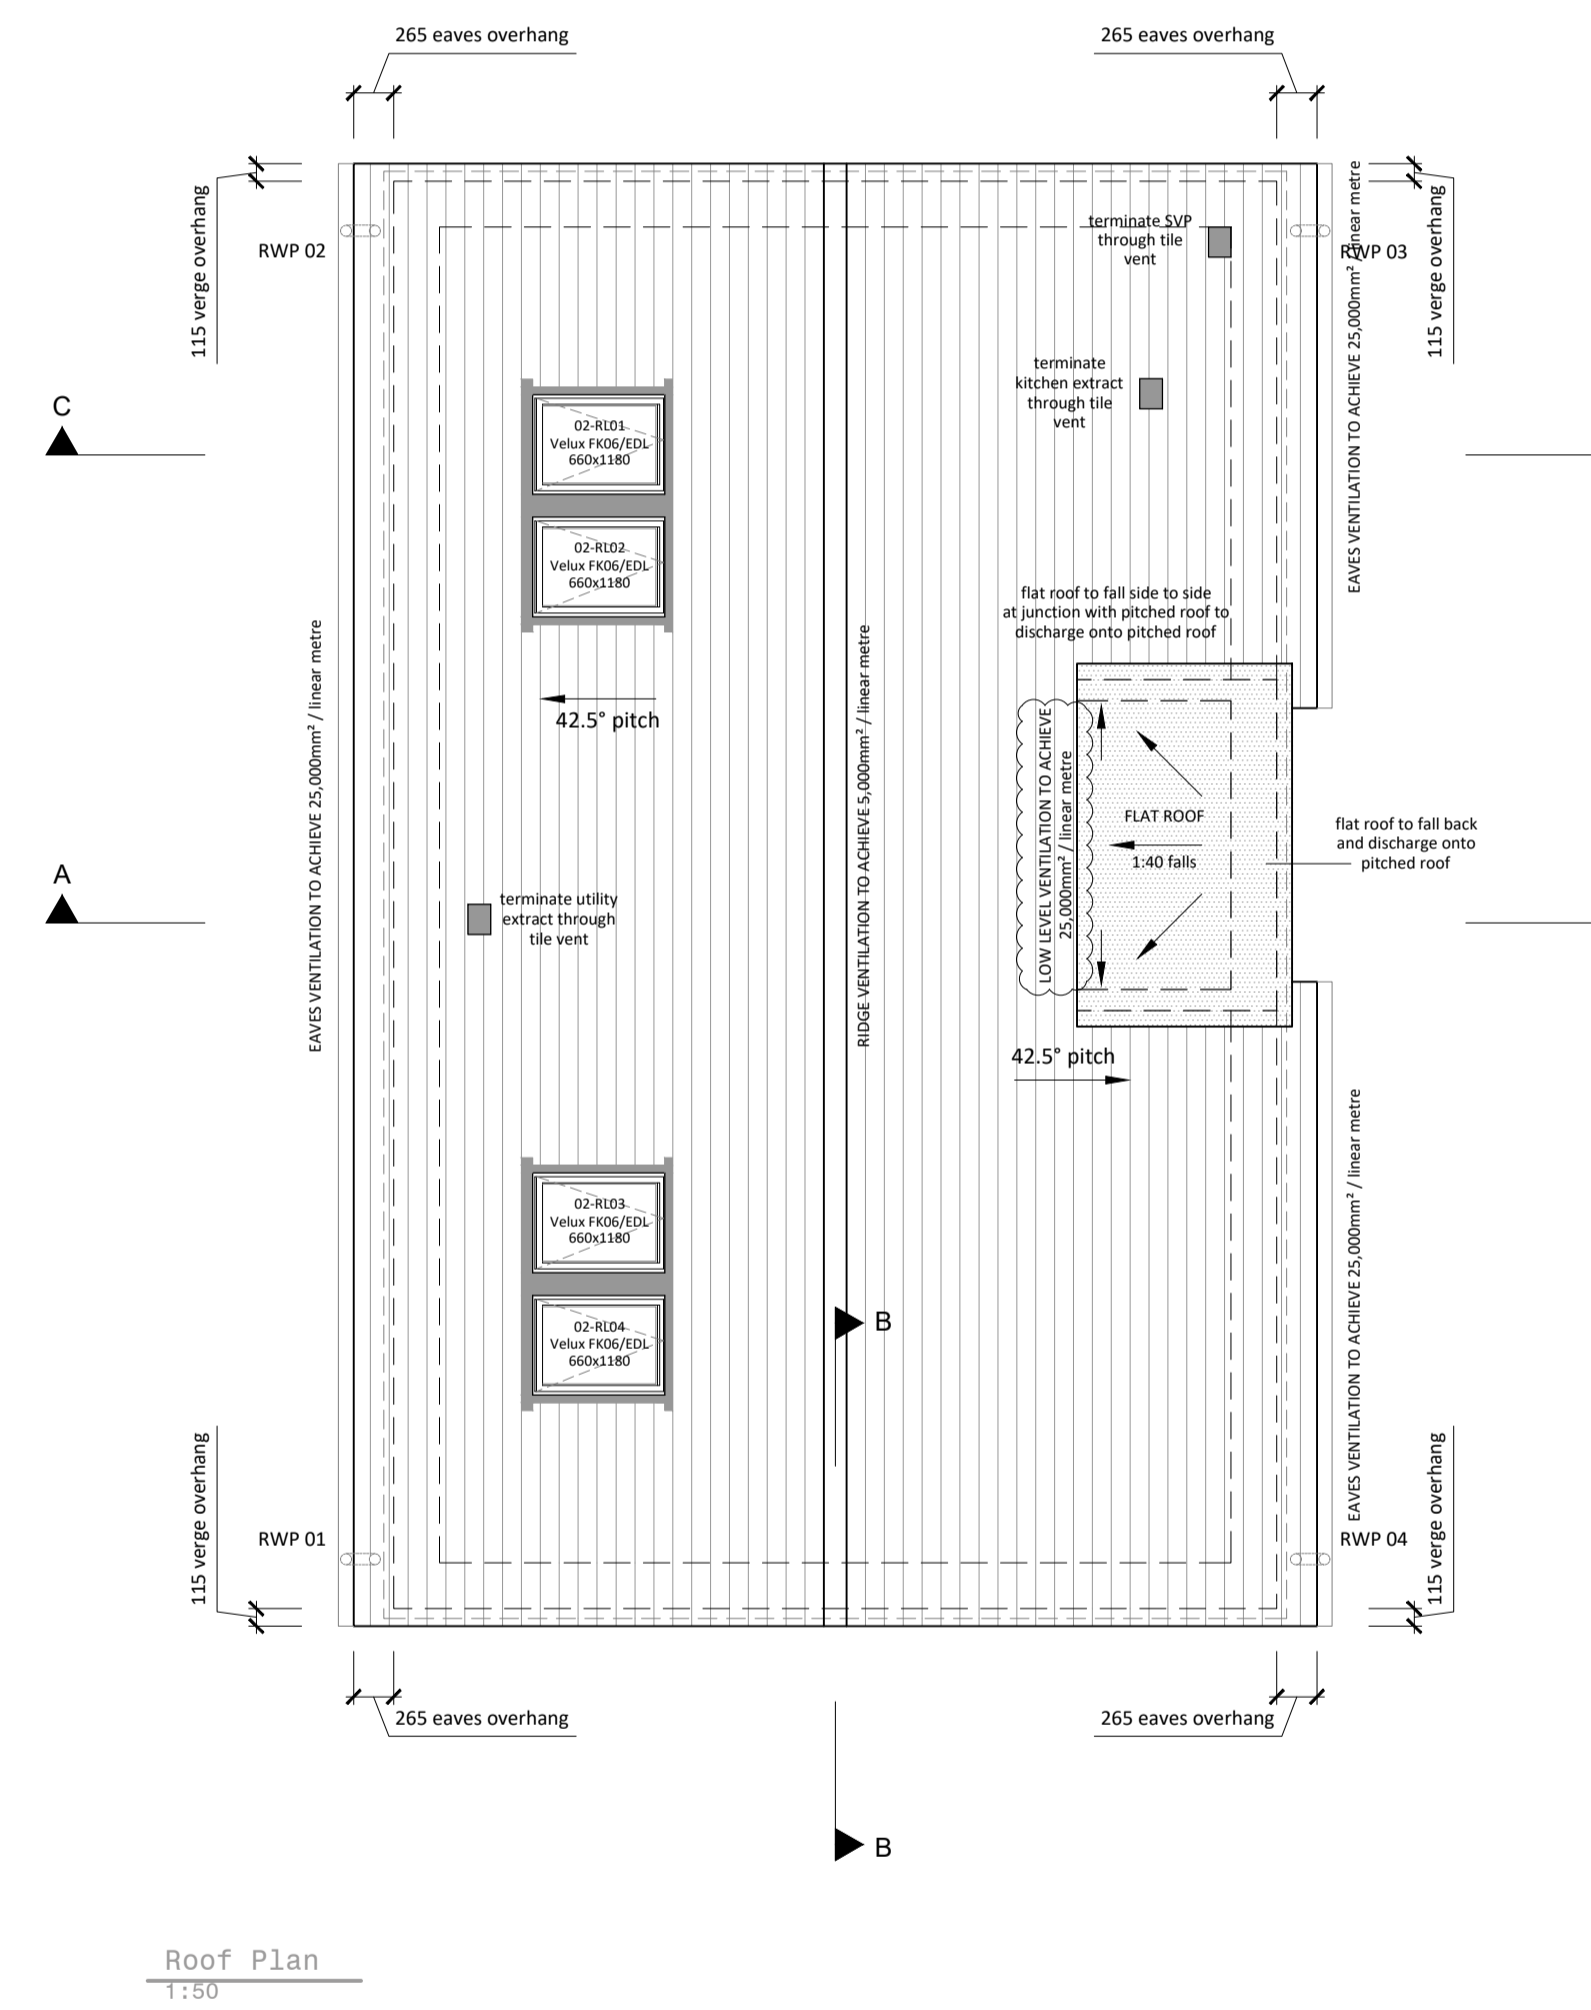 265 eaves overhang
265 eaves overhang
115 verge overhang
RWP 02
terminate SVP
through tile
vent
RWP 03
EAVES VENTILATION TO ACHIEVE 25,000mm² / linear metre
115 verge overhang
C
terminate
kitchen extract
through tile
vent
02-RL01
Velux FK06/EDL
660x1180
02-RL02
Velux FK06/EDL
660x1180
flat roof to fall side to side
at junction with pitched roof to
discharge onto pitched roof
42.5° pitch
EAVES VENTILATION TO ACHIEVE 25,000mm² / linear metre
RIDGE VENTILATION TO ACHIEVE 5,000mm² / linear metre
LOW LEVEL VENTILATION TO ACHIEVE
25,000mm² / linear metre
FLAT ROOF
1:40 falls
flat roof to fall back
and discharge onto
pitched roof
A
terminate utility
extract through
tile vent
42.5° pitch
02-RL03
Velux FK06/EDL
660x1180
02-RL04
Velux FK06/EDL
660x1180
B
EAVES VENTILATION TO ACHIEVE 25,000mm² / linear metre
115 verge overhang
RWP 01
RWP 04
115 verge overhang
265 eaves overhang
265 eaves overhang
B
Roof Plan
1:50